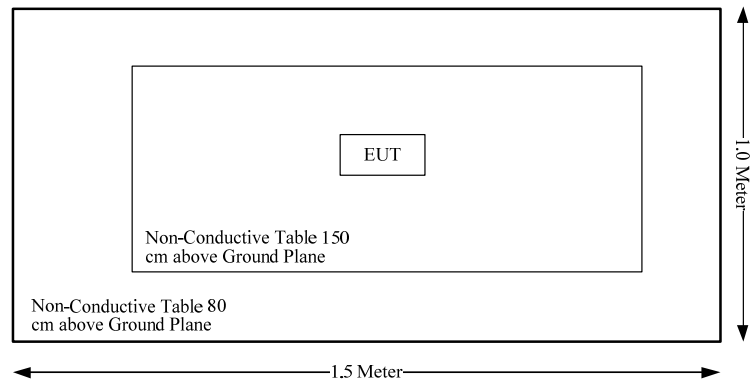 EUT
Non-Conductive Table 150
cm above Ground Plane
Non-Conductive Table 80
cm above Ground Plane
1.0 Meter
1.5 Meter